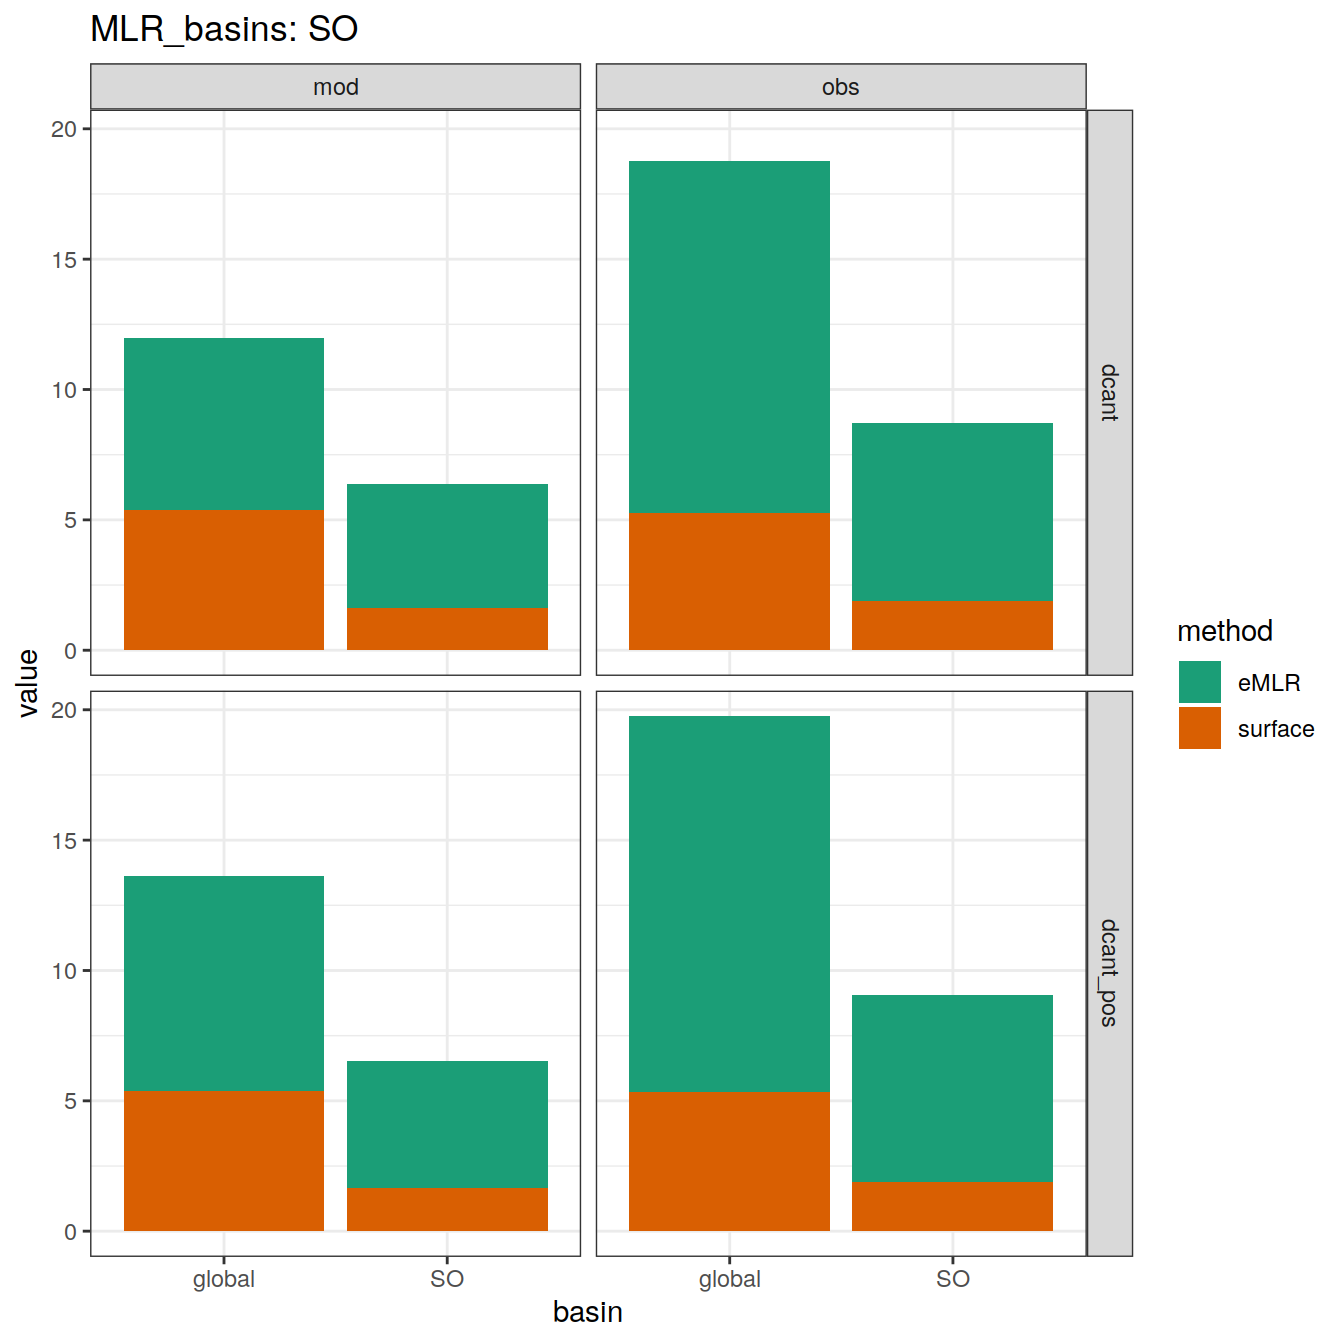 MLR_basins: SO
mod
obs
20
15
10
5
0
dcant
20
15
10
5
0
dcant_pos
value
global
SO
global
SO
basin
method
eMLR
surface